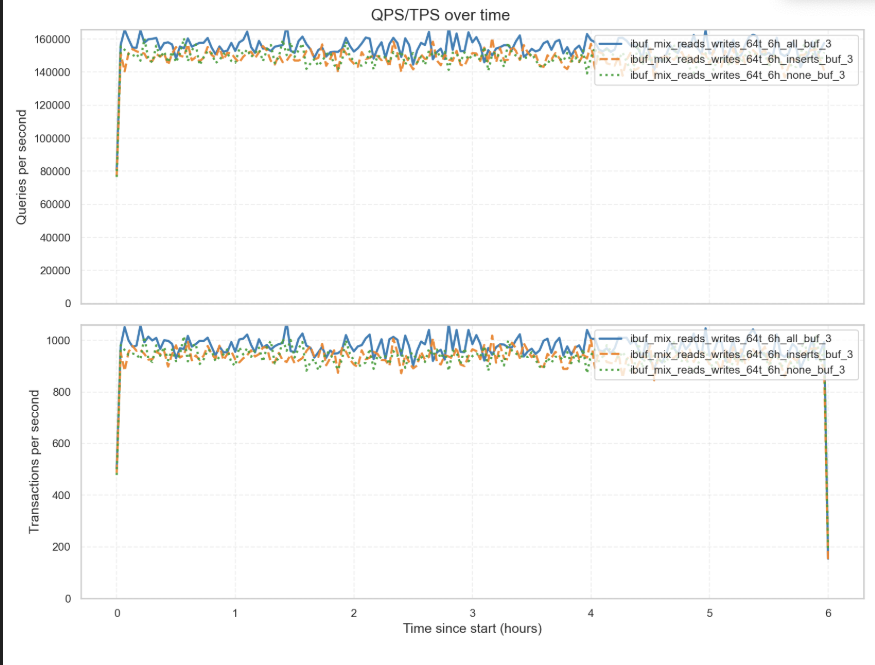 QPS/TPS over time
Queries per second
160000
140000
120000
100000
80000
60000
40000
20000
0
ibuf_mix_reads_writes_64t_6h_all_buf_3
ibuf_mix_reads_writes_64t_6h_inserts_buf_3
ibuf_mix_reads_writes_64t_6h_none_buf_3
Transactions per second
1000
800
600
400
200
0
ibuf_mix_reads_writes_64t_6h_all_buf_3
ibuf_mix_reads_writes_64t_6h_inserts_buf_3
ibuf_mix_reads_writes_64t_6h_none_buf_3
0 1 2 3 4 5 6
Time since start (hours)